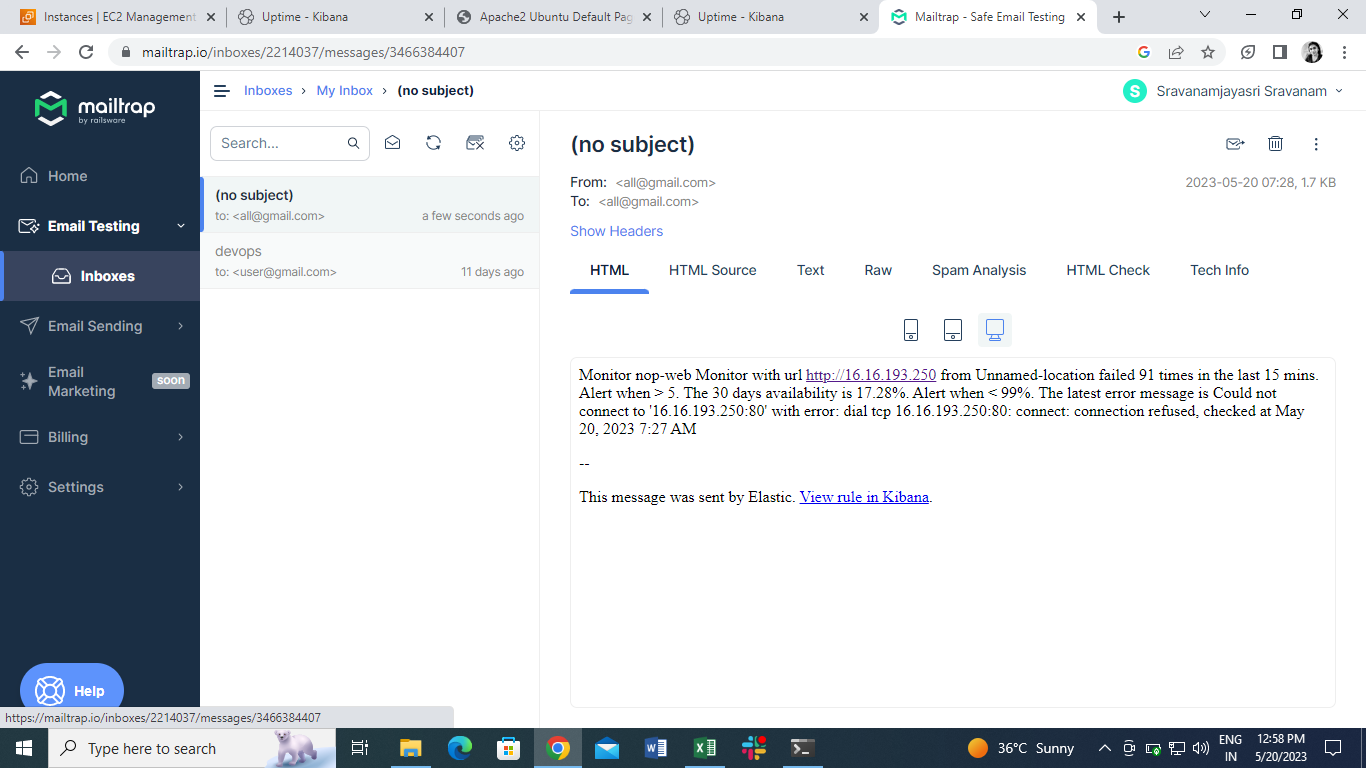 Instances | EC2 Management
Uptime - Kibana
Apache2 Ubuntu Default Pag
Uptime - Kibana
Mailtrap - Safe Email Testing
mailtrap.io/inboxes/2214037/messages/3466384407
mailtrap
by railsware
Home
Email Testing
Inboxes
Email Sending
Email
Marketing
soon
Billing
Settings
Help
Inboxes › My Inbox › (no subject)
S
Sravanamjayasri Sravanam
Search...
(no subject)
to: <all@gmail.com>
a few seconds ago
devops
to: <user@gmail.com>
11 days ago
(no subject)
From: <all@gmail.com>
2023-05-20 07:28, 1.7 KB
To: <all@gmail.com>
Show Headers
HTML
HTML Source
Text
Raw
Spam Analysis
HTML Check
Tech Info
Monitor nop-web Monitor with url http://16.16.193.250 from Unnamed-location failed 91 times in the last 15 mins.
Alert when > 5. The 30 days availability is 17.28%. Alert when < 99%. The latest error message is Could not
connect to '16.16.193.250:80' with error: dial tcp 16.16.193.250:80: connect: connection refused, checked at May
20, 2023 7:27 AM
--
This message was sent by Elastic. View rule in Kibana.
https://mailtrap.io/inboxes/2214037/messages/3466384407
Type here to search
36°C Sunny
ENG
IN
12:58 PM
5/20/2023